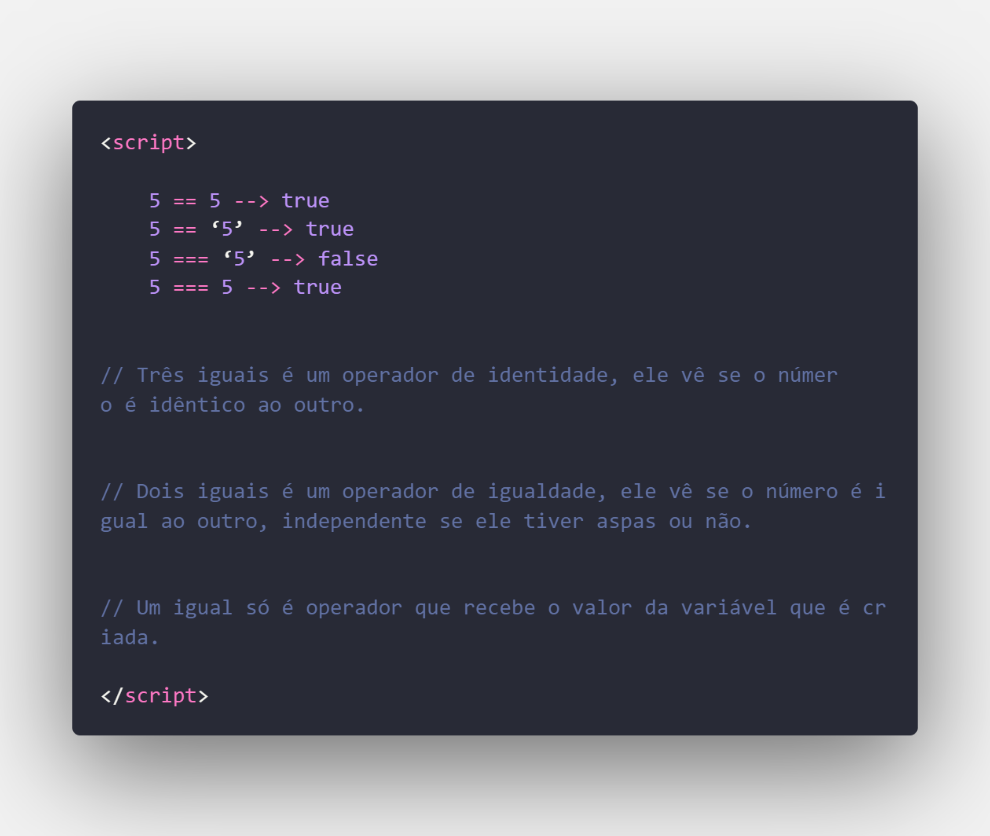 <script>
5 == 5 --> true
5 == ‘5’ --> true
5 === ‘5’ --> false
5 === 5 --> true
// Três iguais é um operador de identidade, ele vê se o númer
o é idêntico ao outro.
// Dois iguais é um operador de igualdade, ele vê se o número é i
gual ao outro, independente se ele tiver aspas ou não.
// Um igual só é operador que recebe o valor da variável que é cr
iada.
</script>